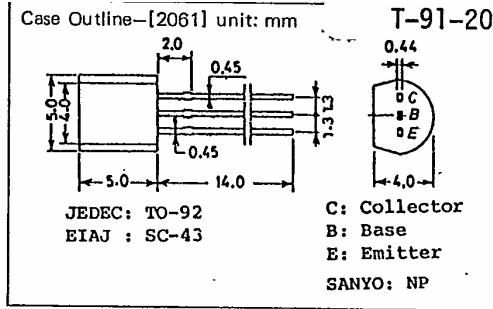 Case Outline—[2061] unit: mm
T-91-20
2.0
0.45
0.44
5.0
4.0
1.3
1.3
C
B
E
0.45
5.0
14.0
4.0
JEDEC: TO-92
EIAJ : SC-43
C: Collector
B: Base
E: Emitter
SANYO: NP